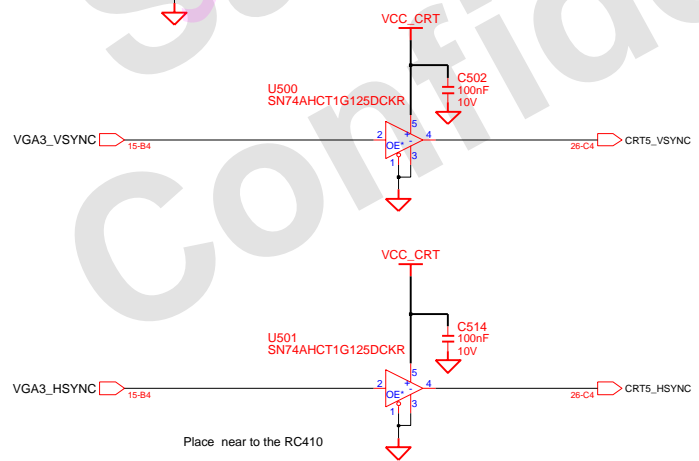 VCC_CRT
C502
100nF
10V
U500
SN74AHCT1G125DCKR
5
VGA3_VSYNC
15-B4
2
+
-
OE*
4
26-C4
CRT5_VSYNC
1
3
VCC_CRT
C514
100nF
10V
U501
SN74AHCT1G125DCKR
5
VGA3_HSYNC
15-B4
2
+
-
OE*
4
26-C4
CRT5_HSYNC
1
3
Place near to the RC410